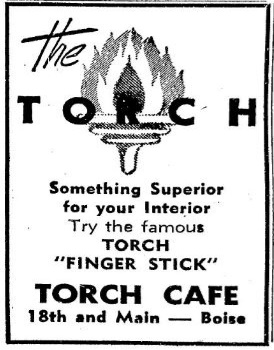 the
TORCH
Something Superior
for your Interior
Try the famous
TORCH
"FINGER STICK"
TORCH CAFE
18th and Main — Boise